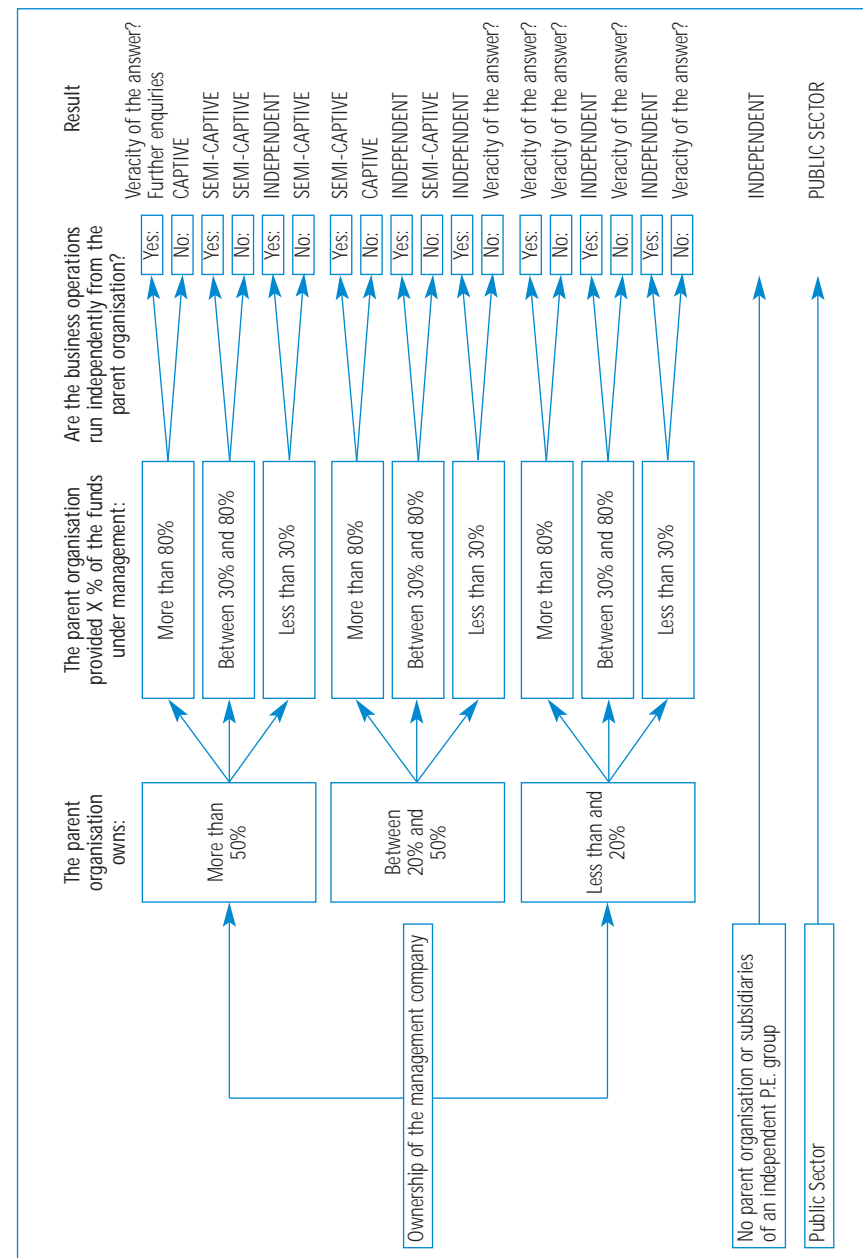 The parent
organisation
owns:
The parent organisation
provided X % of the funds
under management:
Are the business operations
run independently from the
parent organisation?
Result
Ownership of the management company
More than
50%
More than 80%
Yes:
Veracity of the answer?
Further enquiries
No:
CAPTIVE
Between 30% and 80%
Yes:
SEMI-CAPTIVE
No:
SEMI-CAPTIVE
Less than 30%
Yes:
INDEPENDENT
No:
SEMI-CAPTIVE
Between
20% and
50%
More than 80%
Yes:
SEMI-CAPTIVE
No:
CAPTIVE
Between 30% and 80%
Yes:
INDEPENDENT
No:
SEMI-CAPTIVE
Less than 30%
Yes:
INDEPENDENT
No:
Veracity of the answer?
Less than and
20%
More than 80%
Yes:
Veracity of the answer?
No:
Veracity of the answer?
Between 30% and 80%
Yes:
INDEPENDENT
No:
Veracity of the answer?
Less than 30%
Yes:
INDEPENDENT
No:
Veracity of the answer?
No parent organisation or subsidiaries
of an independent P.E. group
INDEPENDENT
Public Sector
PUBLIC SECTOR